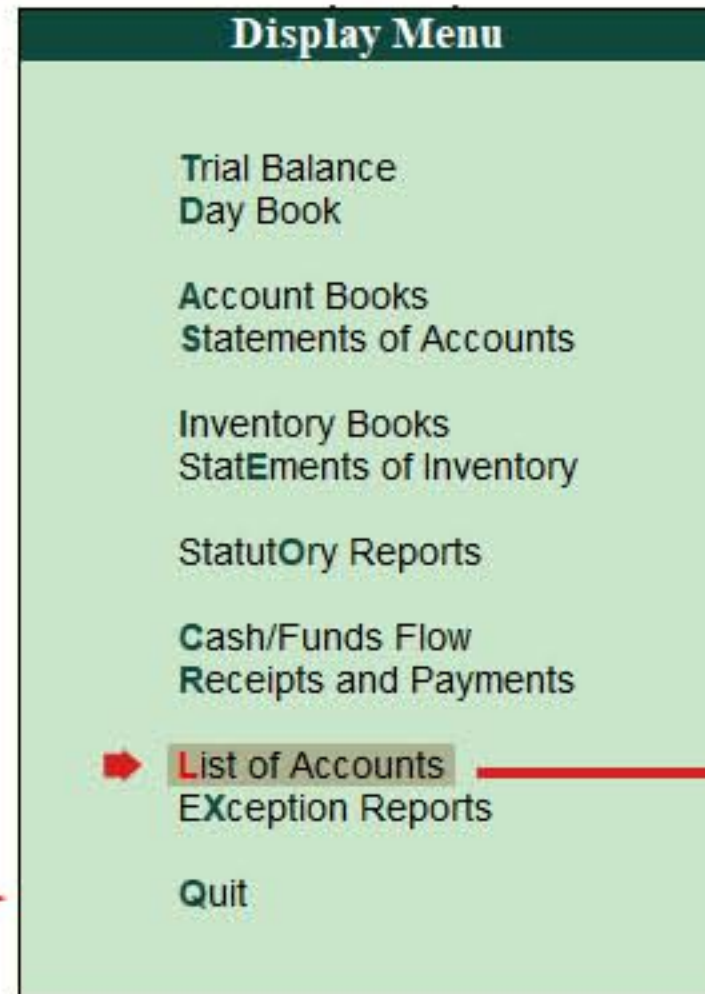 Display Menu
Trial Balance
Day Book
Account Books
Statements of Accounts
Inventory Books
StatEments of Inventory
StatutOry Reports
Cash/Funds Flow
Receipts and Payments
List of Accounts
EXception Reports
Quit